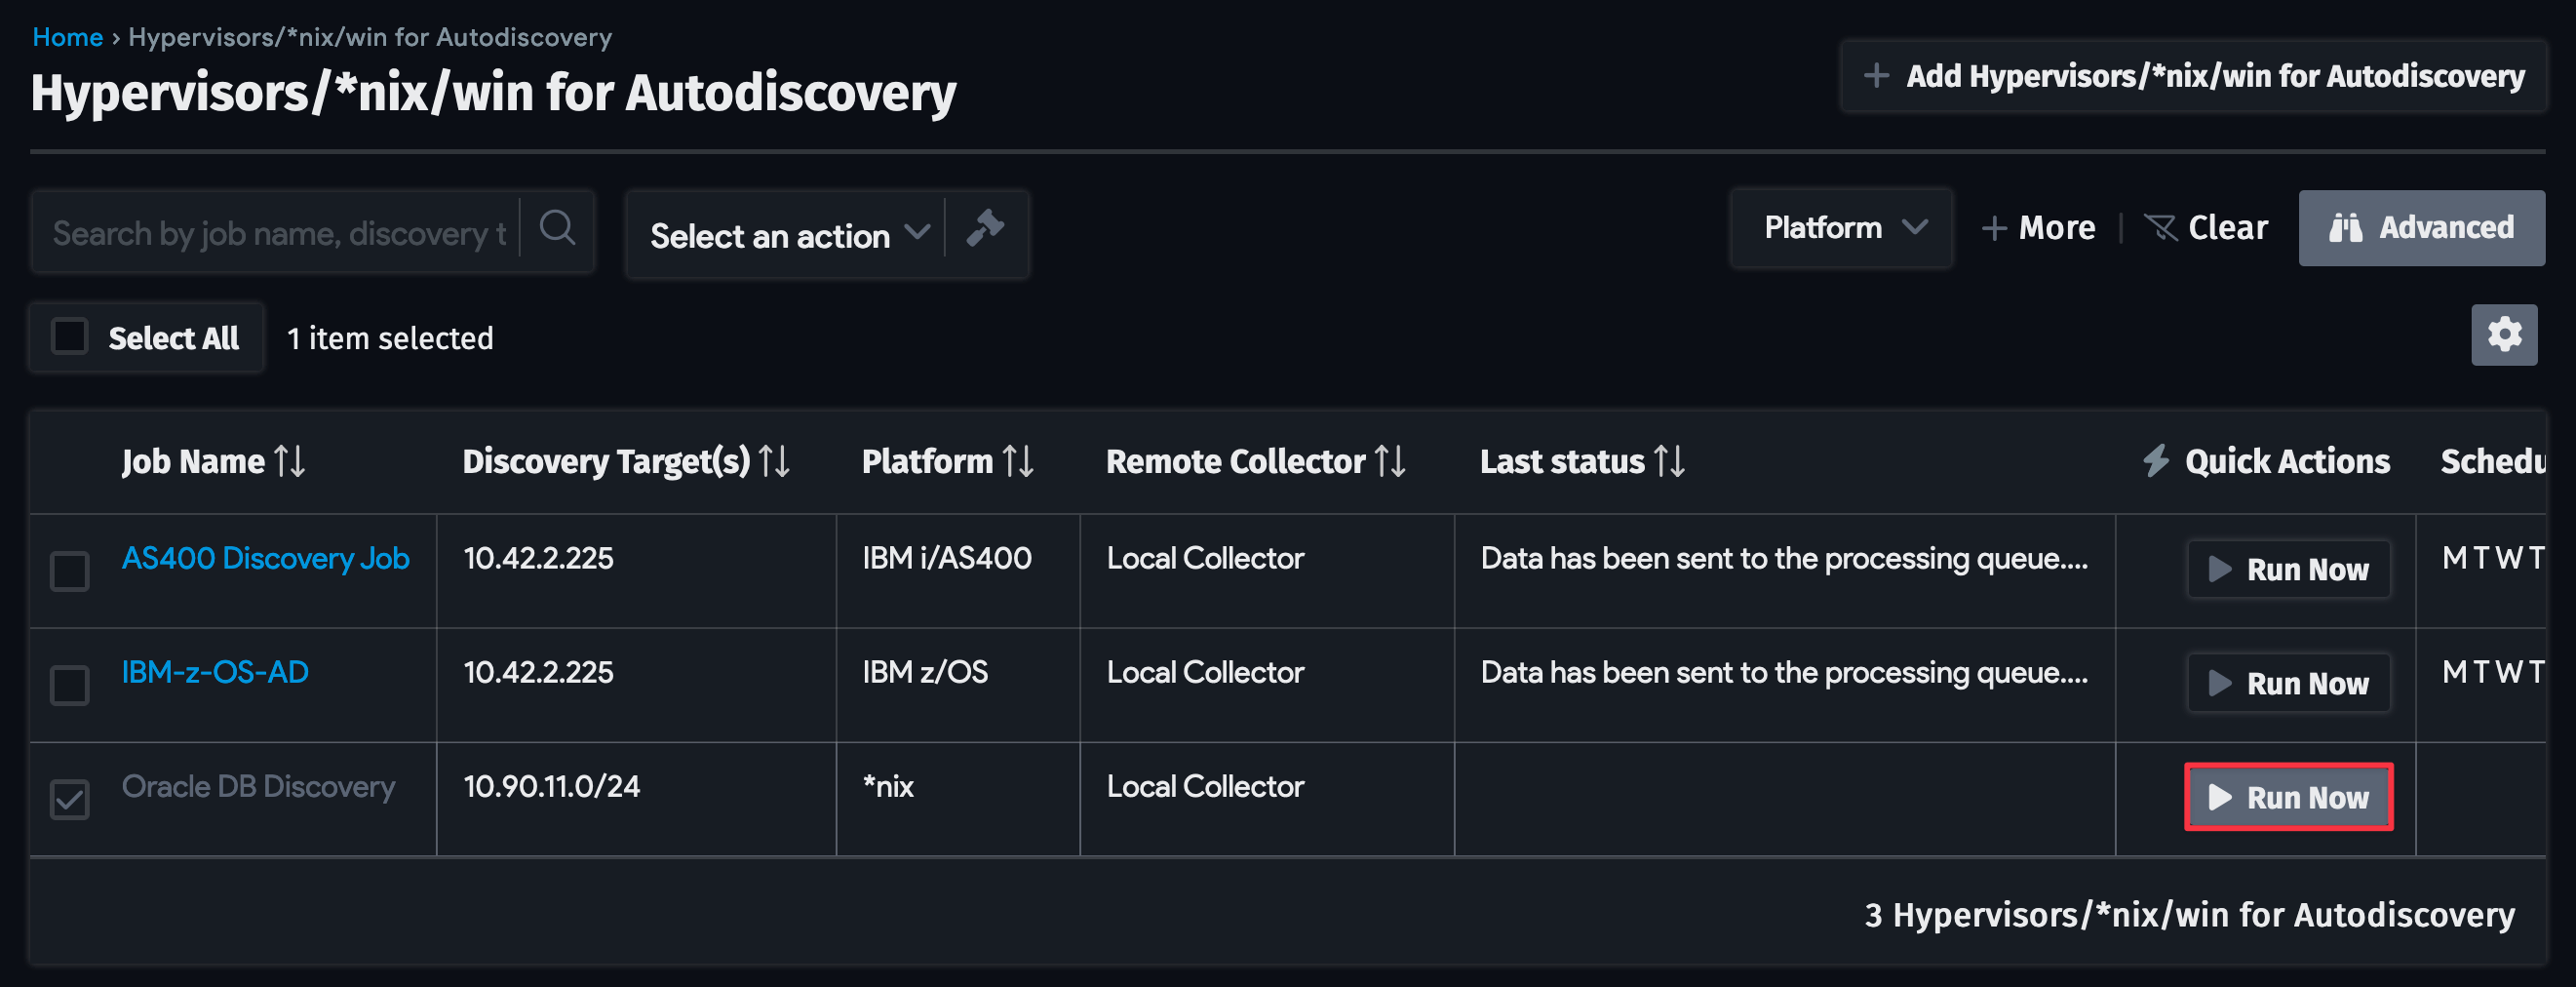 Home › Hypervisors/*nix/win for Autodiscovery
Hypervisors/*nix/win for Autodiscovery
Add Hypervisors/*nix/win for Autodiscovery
Search by job name, discovery t
Select an action
Platform
More
Clear
Advanced
Select All
1 item selected
Job Name Discovery Target(s) Platform Remote Collector Last status Quick Actions Schedu
AS400 Discovery Job 10.42.2.225 IBM i/AS400 Local Collector Data has been sent to the processing queue.... Run Now M T W T
IBM-z-OS-AD 10.42.2.225 IBM z/OS Local Collector Data has been sent to the processing queue.... Run Now M T W T
Oracle DB Discovery 10.90.11.0/24 *nix Local Collector Run Now
3 Hypervisors/*nix/win for Autodiscovery